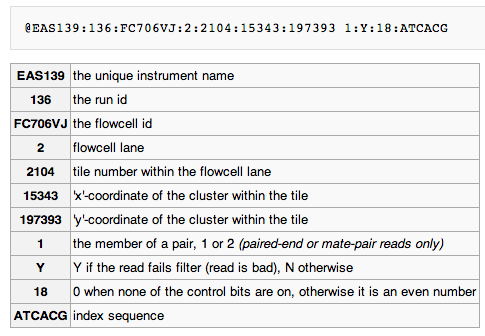 @EAS139:136:FC706VJ:2:2104:15343:197393 1:Y:18:ATCACG
EAS139 the unique instrument name
136 the run id
FC706VJ the flowcell id
2 flowcell lane
2104 tile number within the flowcell lane
15343 'x'-coordinate of the cluster within the tile
197393 'y'-coordinate of the cluster within the tile
1 the member of a pair, 1 or 2 (paired-end or mate-pair reads only)
Y Y if the read fails filter (read is bad), N otherwise
18 0 when none of the control bits are on, otherwise it is an even number
ATCACG index sequence